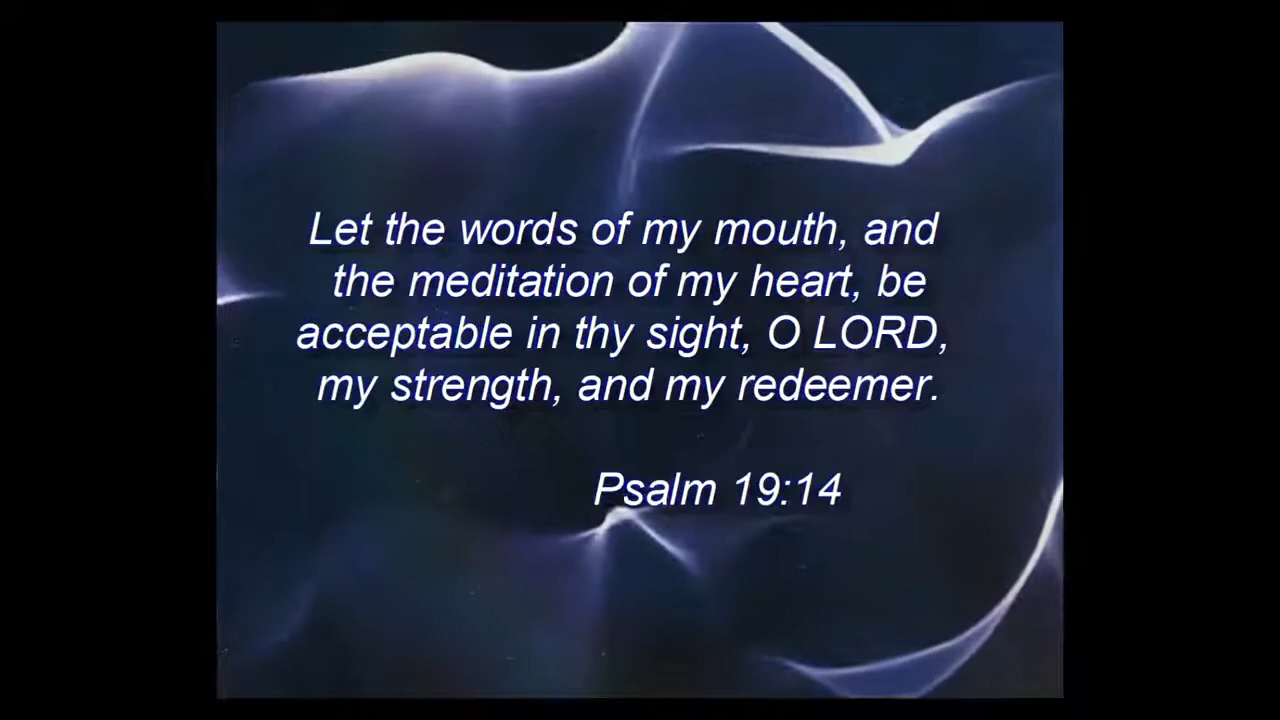 Let the words of my mouth, and
the meditation of my heart, be
acceptable in thy sight, O LORD,
my strength, and my redeemer.
Psalm 19:14